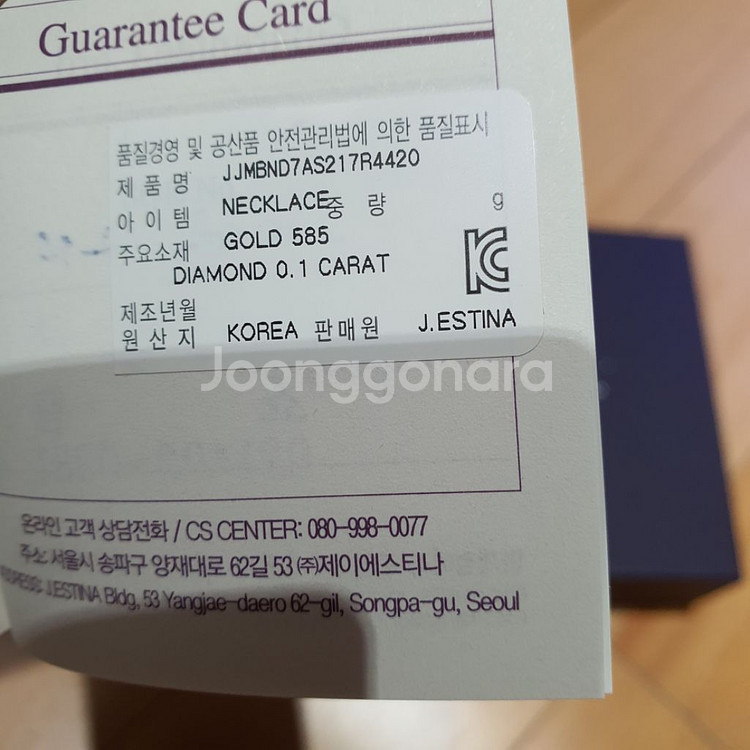 Guarantee Card
품질경영 및 공산품 안전관리법에 의한 품질표시
제 품 명 JJMBND7AS217R4420
아 이 템 NECKLACE 중 량 g
주요소재 GOLD 585
DIAMOND 0.1 CARAT
제조년월
원 산 지 KOREA 판매원 J.ESTINA
Joonggonara
온라인 고객 상담전화 / CS CENTER: 080-998-0077
주소: 서울시 송파구 양재대로 62길 53 ㈜제이에스티나
ADDRESS: J.ESTINA Bldg, 53 Yangjae-daero 62-gil, Songpa-gu, Seoul